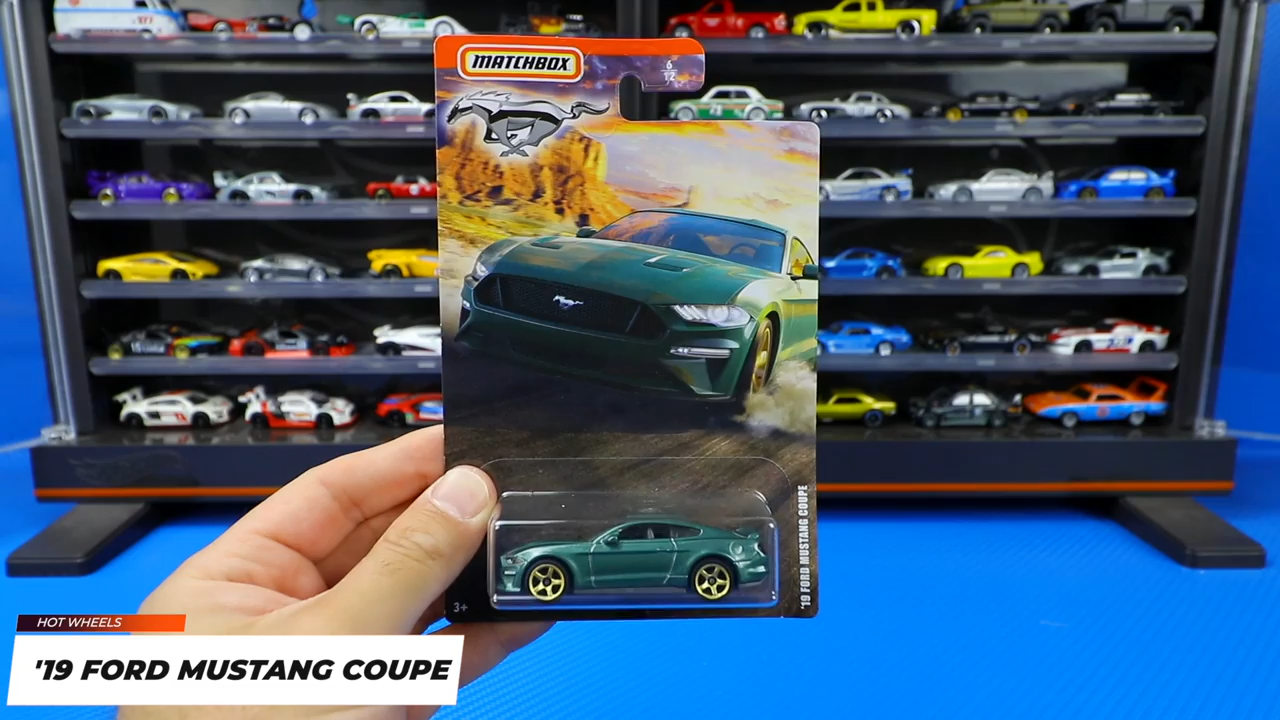 MATCHBOX
6
12
'19 FORD MUSTANG COUPE
3+
HOT WHEELS
'19 FORD MUSTANG COUPE